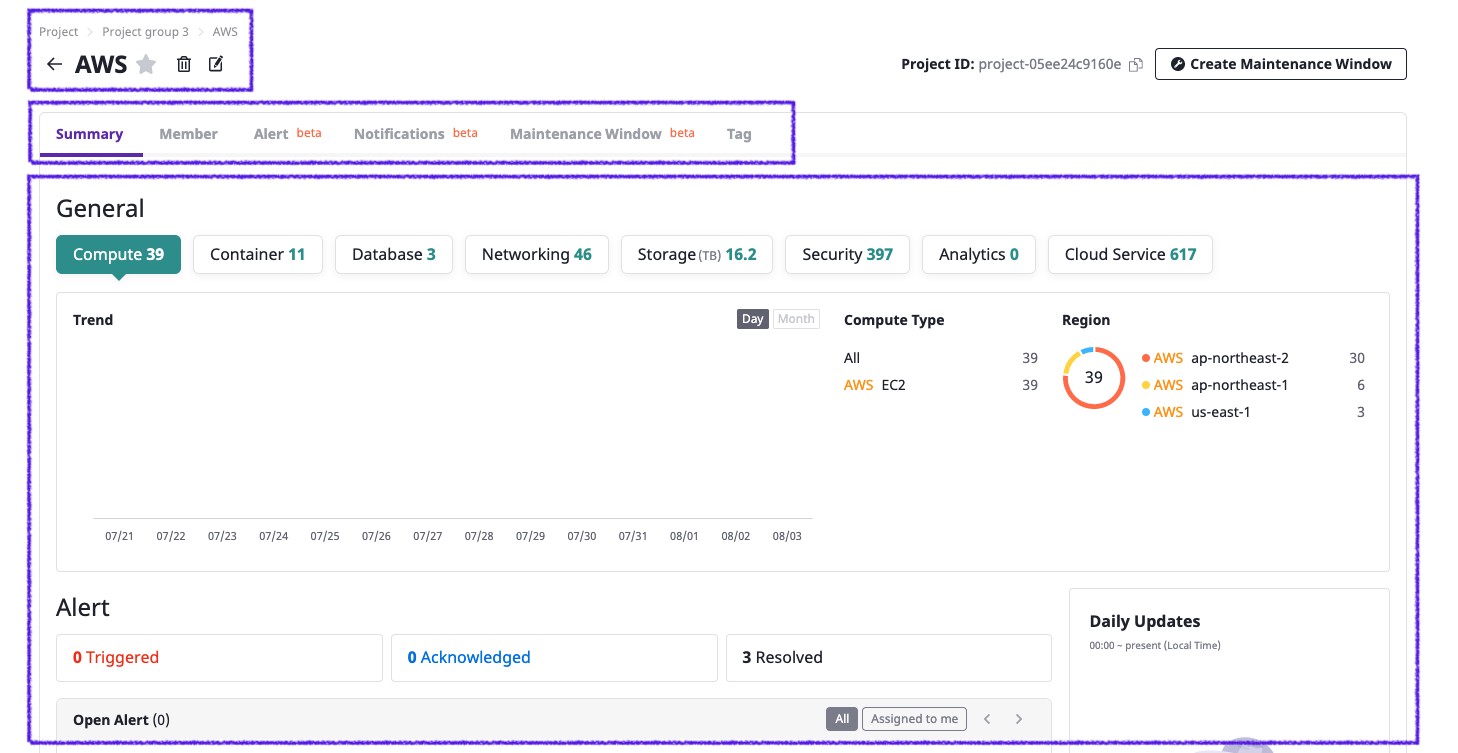 Project > Project group 3 > AWS
AWS
Project ID: project-05ee24c9160e
Create Maintenance Window
Summary Member Alert beta Notifications beta Maintenance Window beta Tag
General
Compute 39 Container 11 Database 3 Networking 46 Storage (TB) 16.2 Security 397 Analytics 0 Cloud Service 617
Trend
Day Month
07/21 07/22 07/23 07/24 07/25 07/26 07/27 07/28 07/29 07/30 07/31 08/01 08/02 08/03
Compute Type
All 39
AWS EC2 39
Region
39
AWS ap-northeast-2 30
AWS ap-northeast-1 6
AWS us-east-1 3
Alert
0 Triggered
0 Acknowledged
3 Resolved
Open Alert (0)
All Assigned to me
Daily Updates
00:00 ~ present (Local Time)